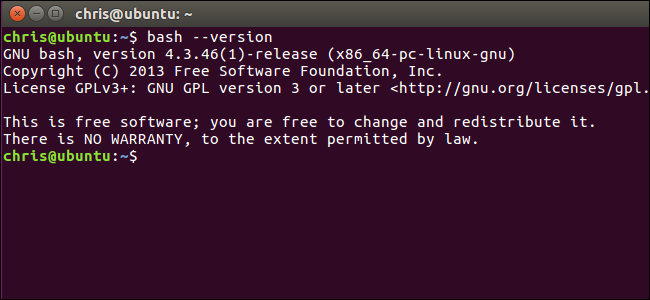 chris@ubuntu: ~
chris@ubuntu:~$ bash --version
GNU bash, version 4.3.46(1)-release (x86_64-pc-linux-gnu)
Copyright (C) 2013 Free Software Foundation, Inc.
License GPLv3+: GNU GPL version 3 or later <http://gnu.org/licenses/gpl.
This is free software; you are free to change and redistribute it.
There is NO WARRANTY, to the extent permitted by law.
chris@ubuntu:~$